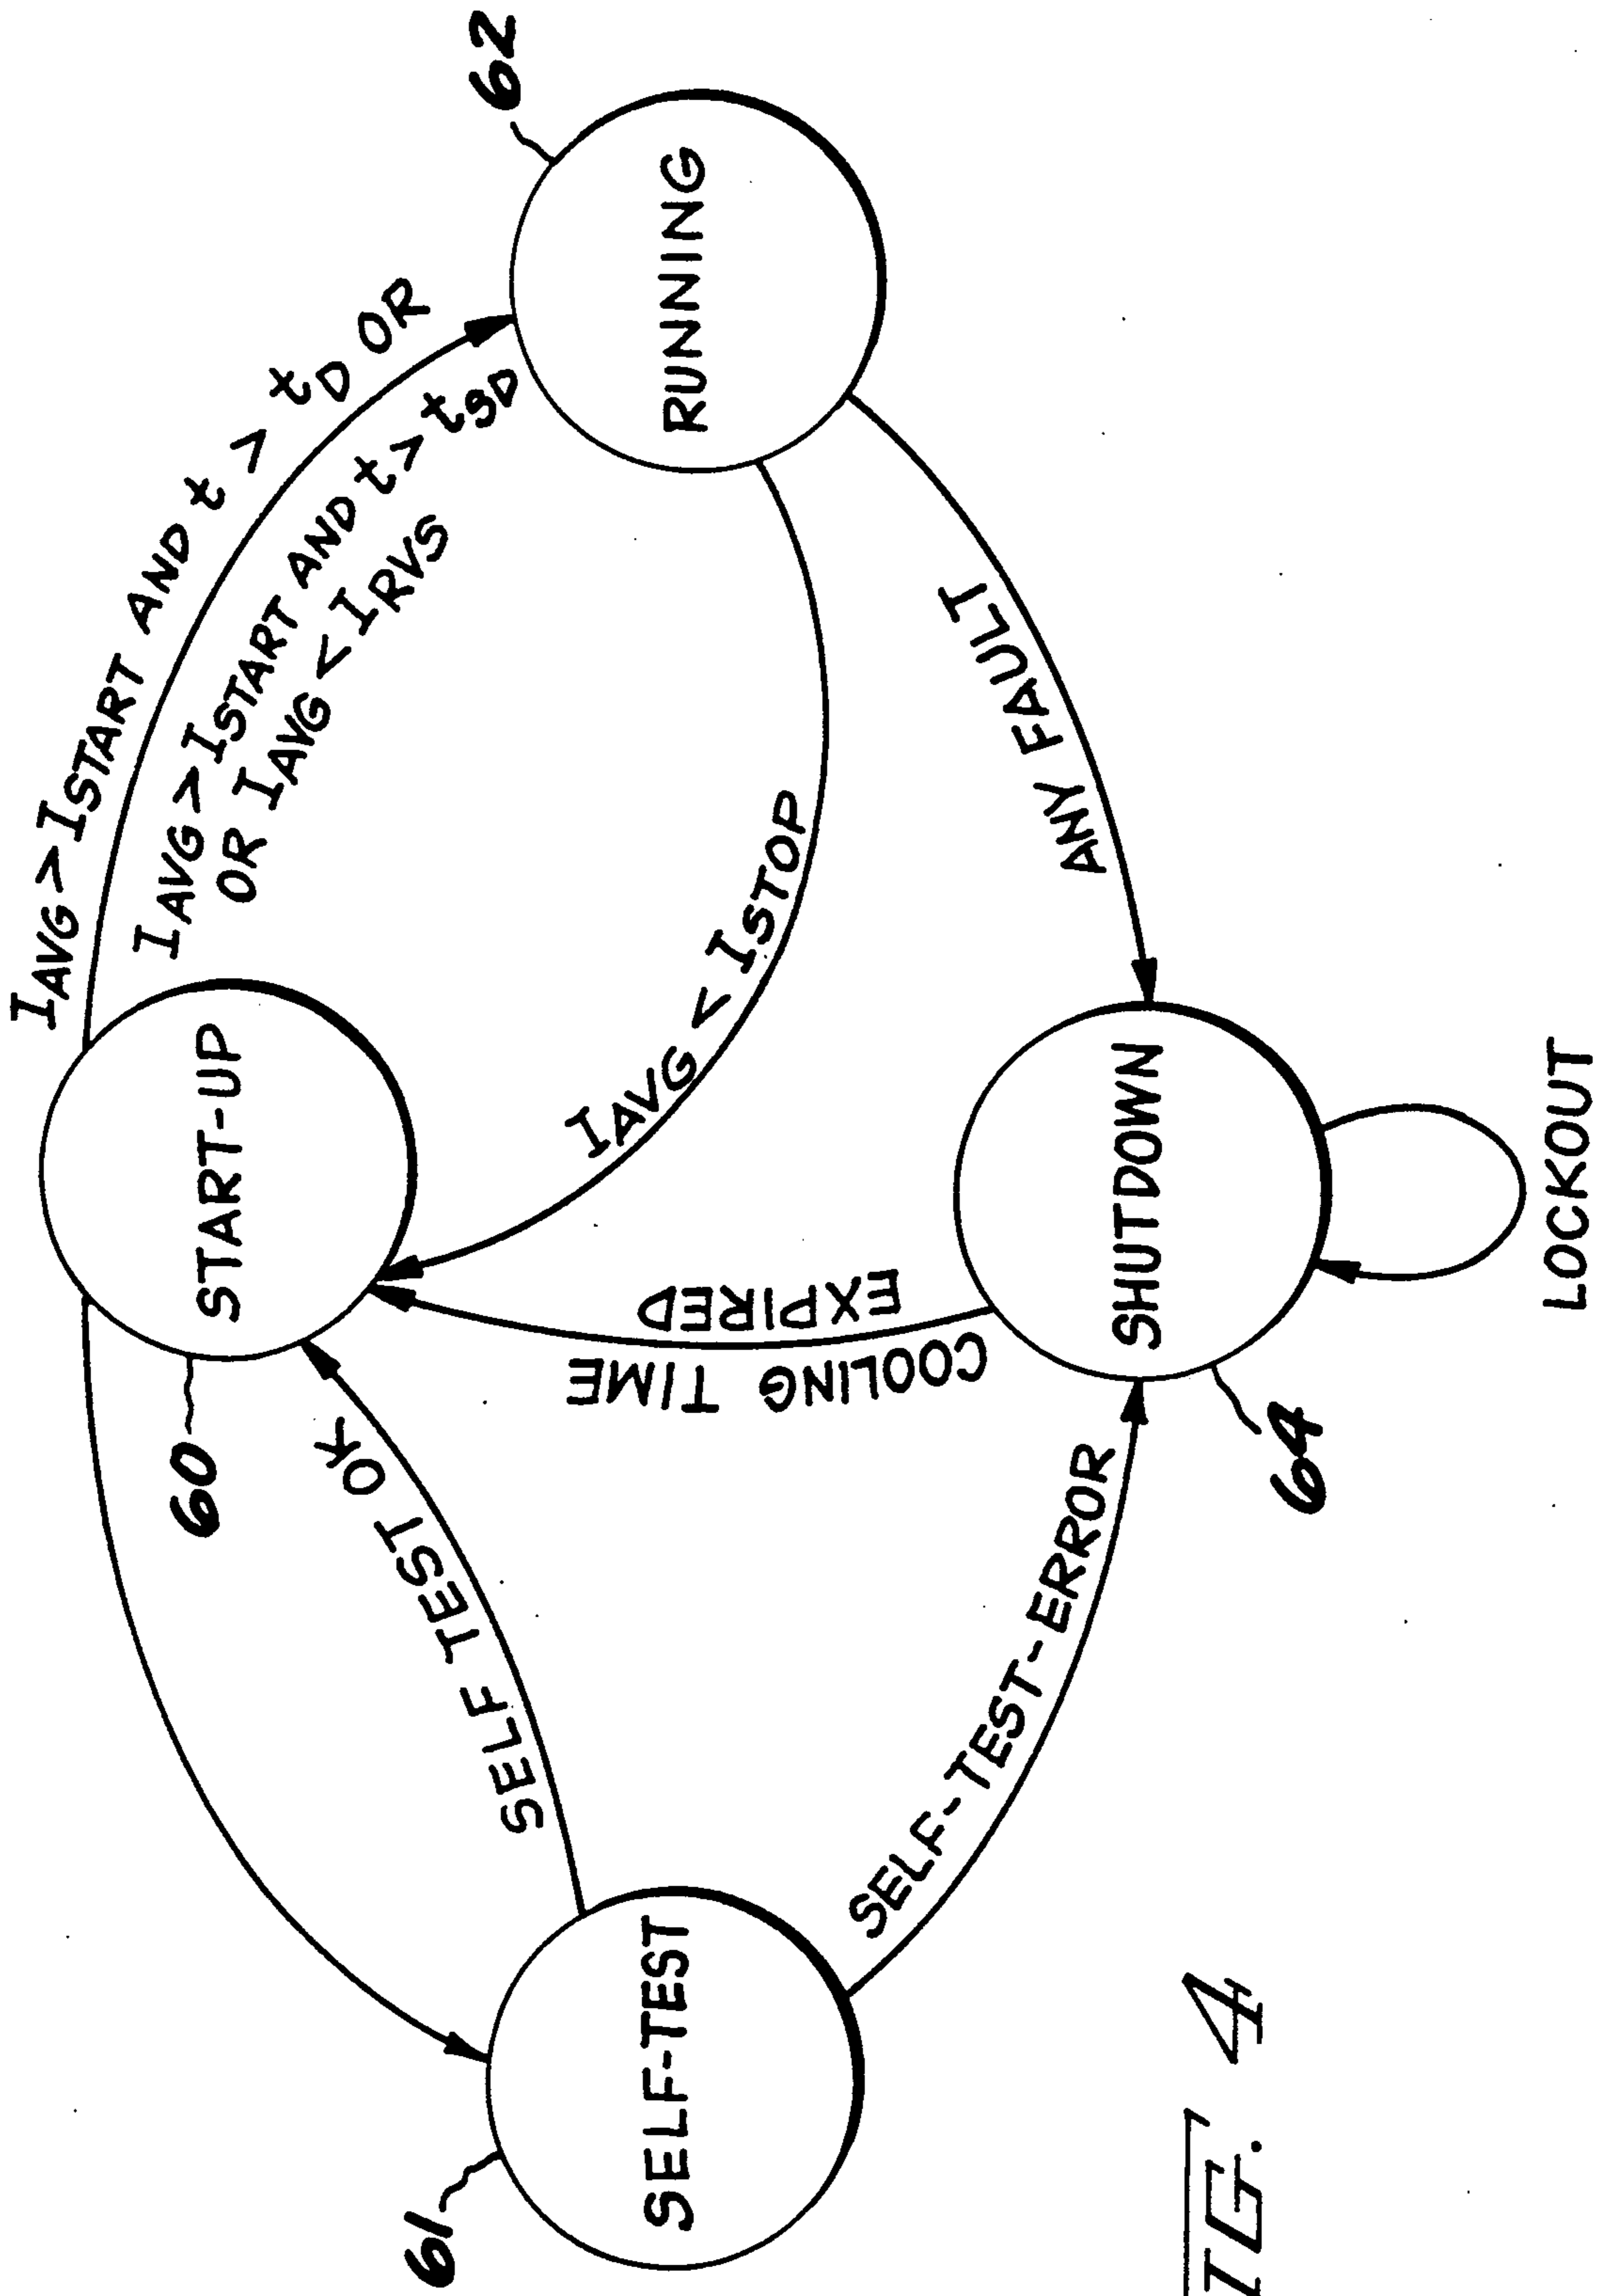 IAVG > ISTART AND t > tD OR
IAVG > ISTART AND t > tSD
OR IAVG < IRVS
START-UP
60
62
RUNNING
SELF TEST OK
IAVG < ISTOP
COOLING TIME
EXPIRED
61
SELF-TEST
ANY FAULT
SELF-TEST-ERROR
SHUTDOWN
64
LOCKOUT
IG. 4